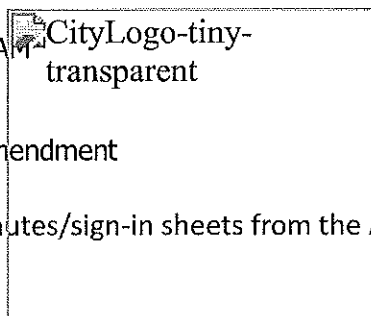 CityLogo-tiny-
transparent
endment
utes/sign-in sheets from the